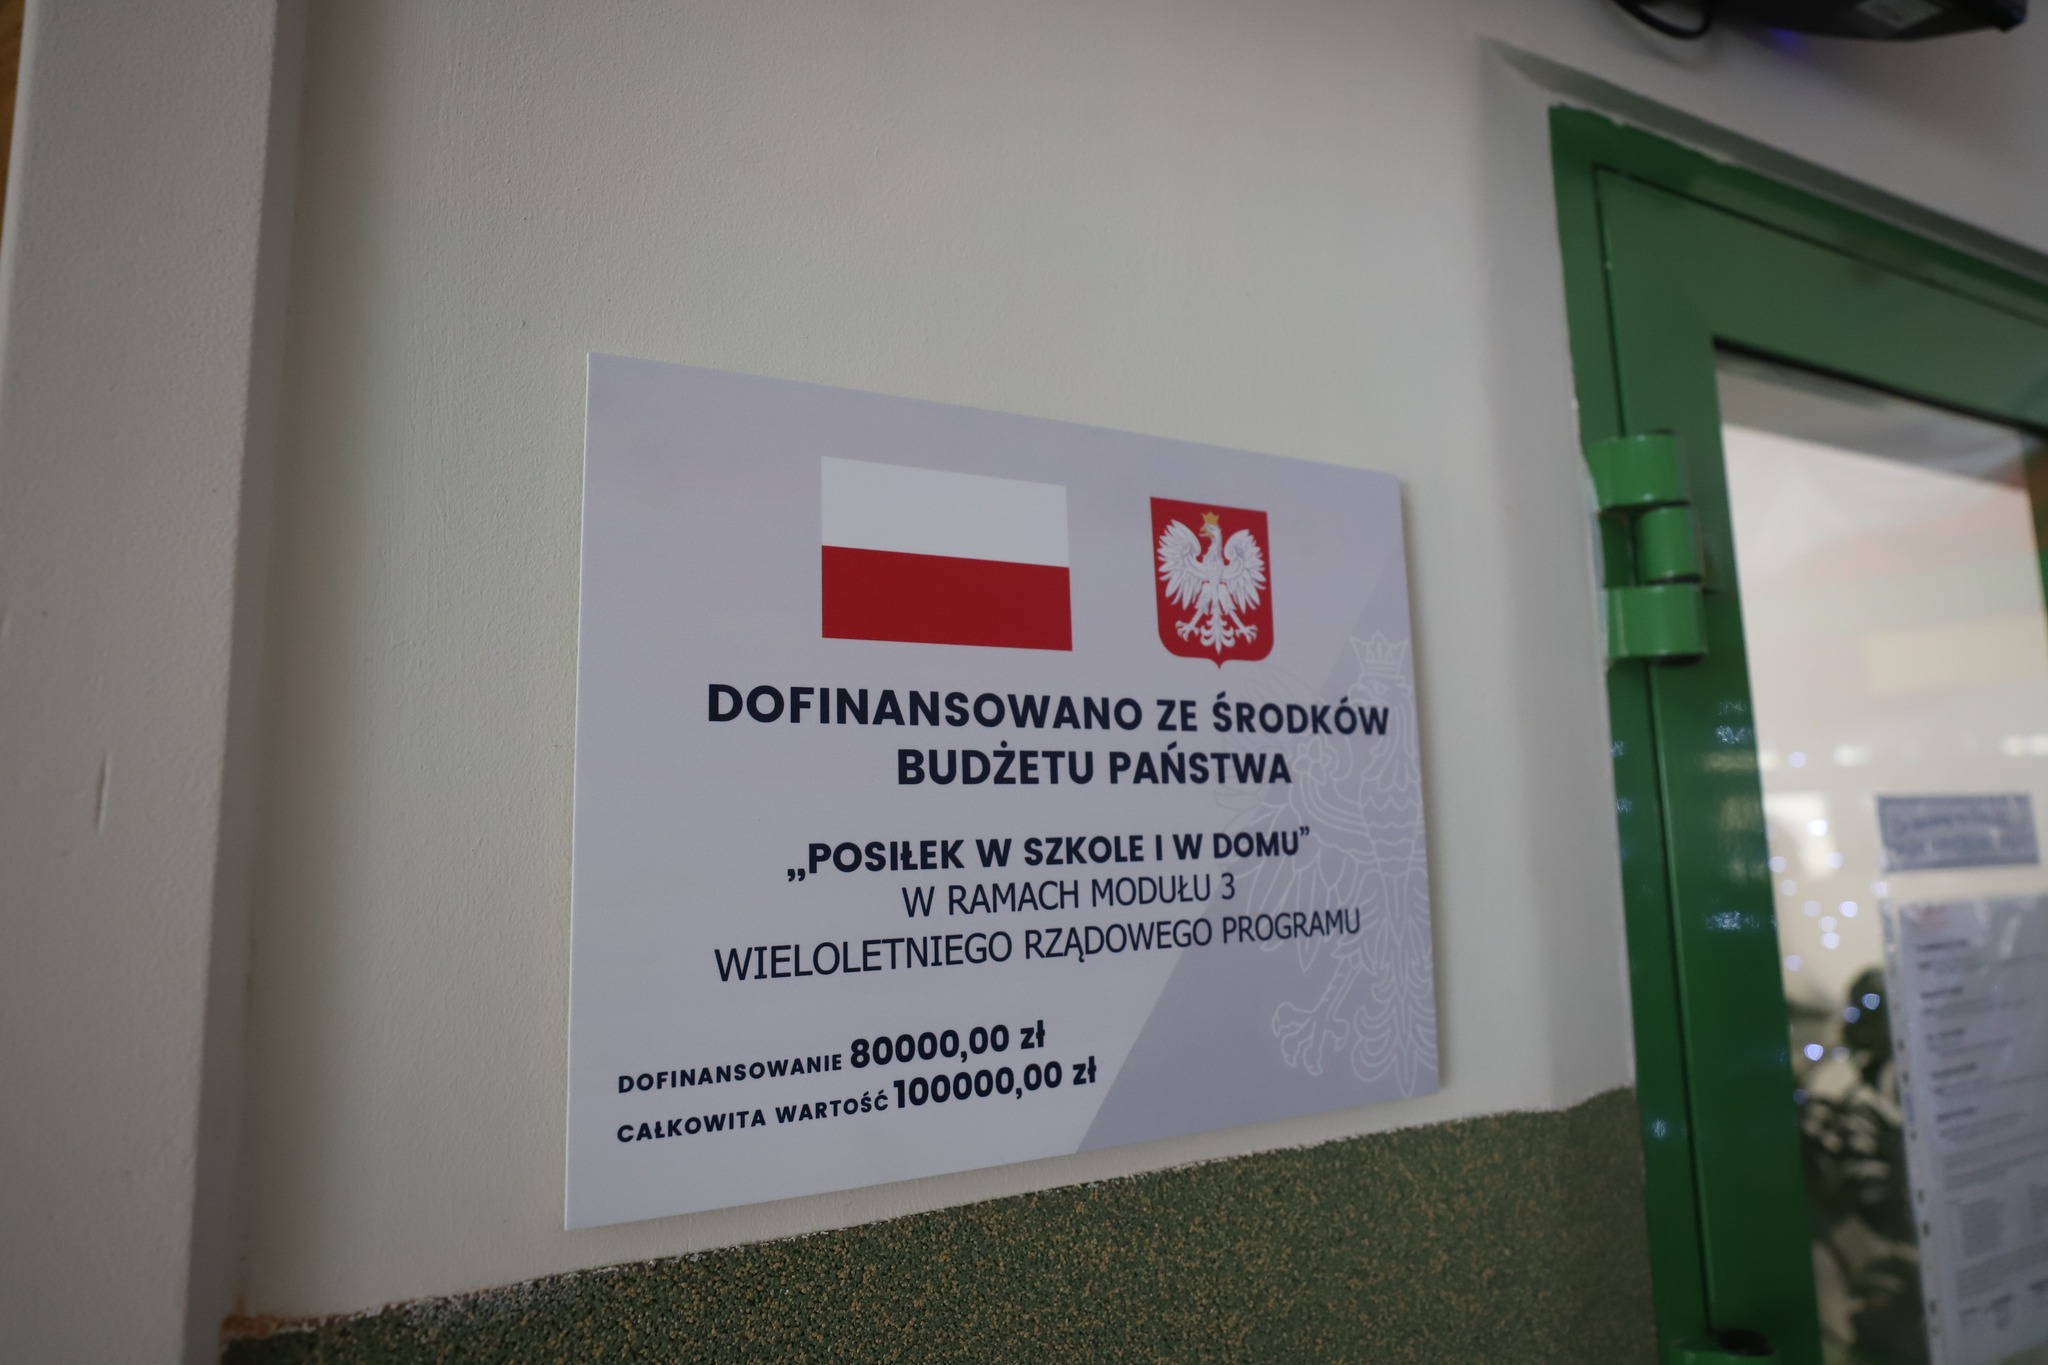 DOFINANSOWANO ZE ŚRODKÓW
BUDŻETU PAŃSTWA
„POSIŁEK W SZKOLE I W DOMU”
W RAMACH MODUŁU 3
WIELOLETNIEGO RZĄDOWEGO PROGRAMU
DOFINANSOWANIE 80000,00 zł
CAŁKOWITA WARTOŚĆ 100000,00 zł